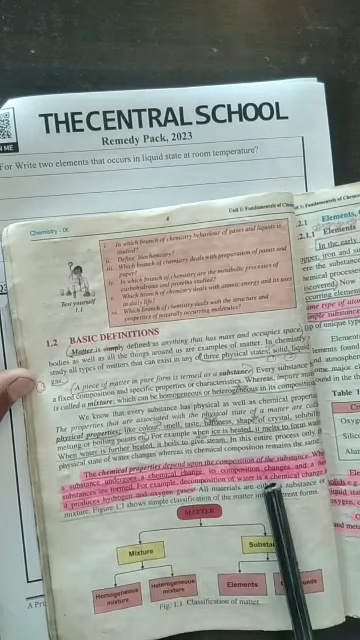 THE CENTRAL SCHOOL
Remedy Pack, 2023
For Write two elements that occurs in liquid state at room temperature?
4
Chemistry - IX
i. In which branch of chemistry behaviour of gases and liquids is
studied?
ii. Define biochemistry?
iii. Which branch of chemistry deals with preparation of paints and
paper?
iv. In which branch of chemistry are the metabolic processes of
carbohydrates and proteins studied?
v. Which branch of chemistry deals with atomic energy and its uses
in daily life?
vi. Which branch of chemistry deals with the structure and
properties of naturally occurring molecules?
Test yourself
1.1
1.2 BASIC DEFINITIONS
Matter is simply defined as anything that has mass and occupies space.
bodies as well as all the things around us are examples of matter. In chemistry
study all types of matters that can exist in any of three physical states; solid, liquid
gas.
A piece of matter in pure form is termed as a substance. Every substance
a fixed composition and specific properties or characteristics. Whereas, impure
is called a mixture; which can be homogeneous or heterogeneous in its composition
We know that every substance has physical as well as chemical properties
The properties that are associated with the physical state of a matter are called
physical properties like colour, smell, taste, hardness, shape of crystal, solubility
melting or boiling points etc. For example when ice is heated, it melts to form water
When water is further heated, it boils to give steam. In this entire process only the
physical state of water changes whereas its chemical composition remains the same
The chemical properties depend upon the composition of the substance. When
a substance undergoes a chemical change, its composition changes and a new
substances are formed. For example, decomposition of water is a chemical change
it produces hydrogen and oxygen gases. All materials are either a substance or
mixture. Figure 1.1 shows simple classification of the matter into different forms.
MATTER
Mixture
Homogeneous
mixture
Heterogeneous
mixture
Elements
Fig. 1.1 Classification of matter
2.1 Elements,
Elements
In the early